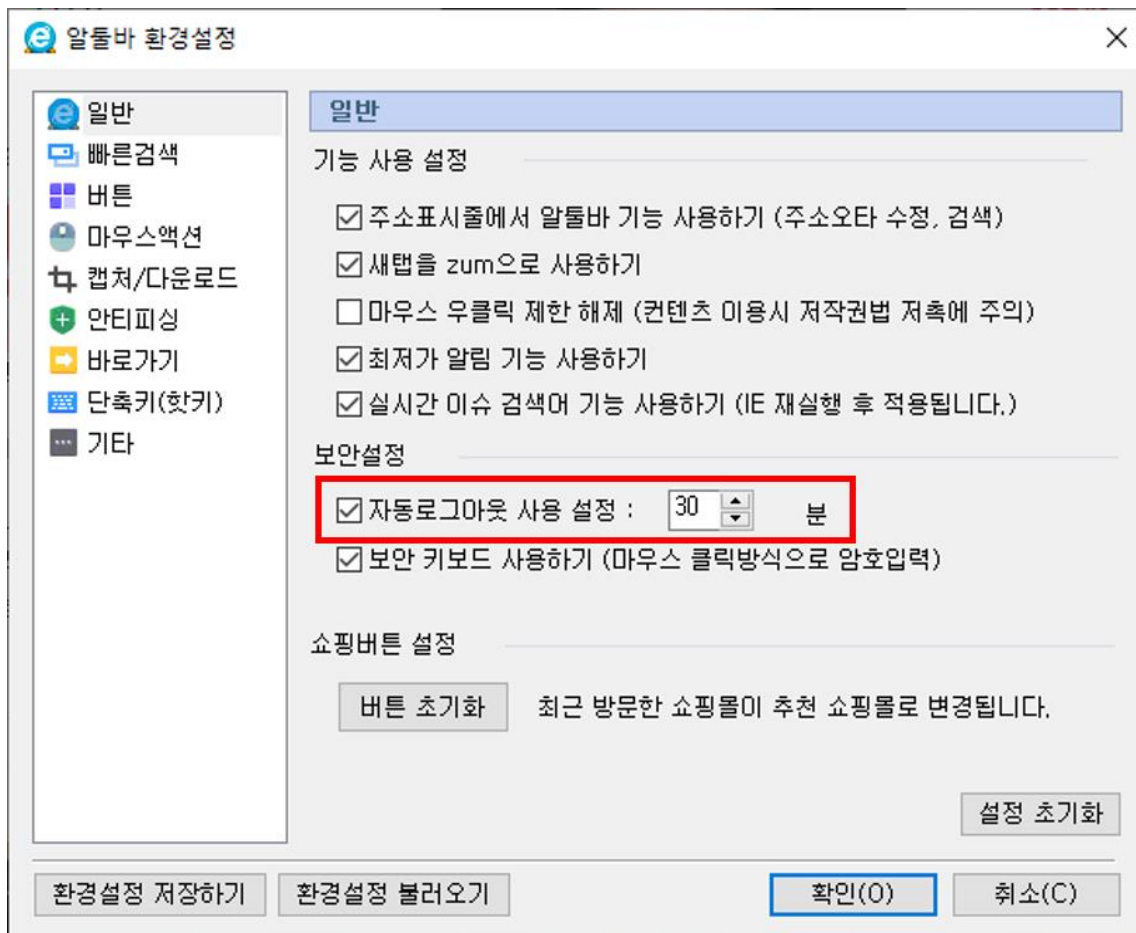 알툴바 환경설정
일반
빠른검색
버튼
마우스액션
캡처/다운로드
안티피싱
바로가기
단축키(핫키)
기타
일반
기능 사용 설정
주소표시줄에서 알툴바 기능 사용하기 (주소오타 수정, 검색)
새탭을 zum으로 사용하기
마우스 우클릭 제한 해제 (컨텐츠 이용시 저작권법 저촉에 주의)
최저가 알림 기능 사용하기
실시간 이슈 검색어 기능 사용하기 (IE 재실행 후 적용됩니다.)
보안설정
자동로그아웃 사용 설정 : 30 분
보안 키보드 사용하기 (마우스 클릭방식으로 암호입력)
쇼핑버튼 설정
버튼 초기화 최근 방문한 쇼핑몰이 추천 쇼핑몰로 변경됩니다.
설정 초기화
환경설정 저장하기 환경설정 불러오기 확인(O) 취소(C)